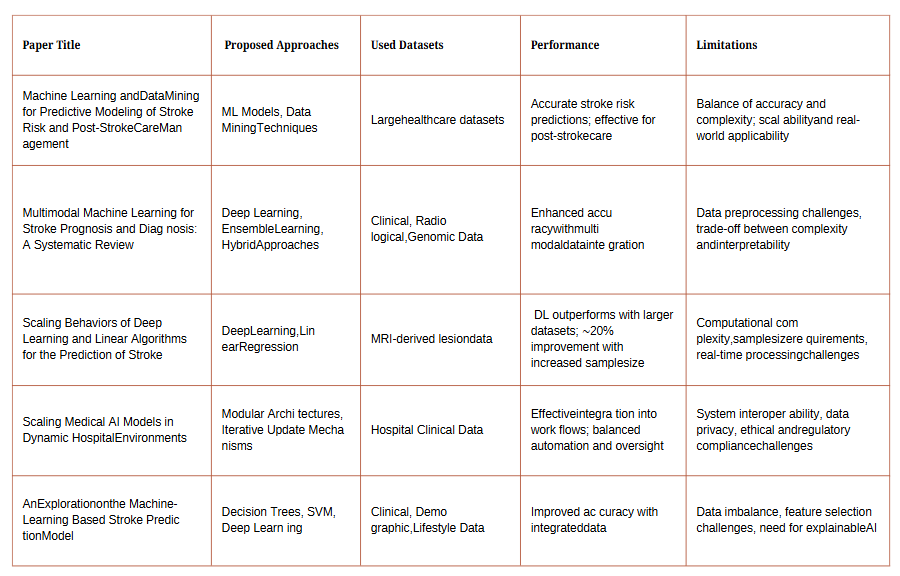 Paper Title
Proposed Approaches
Used Datasets
Performance
Limitations
Machine Learning andDataMining
for Predictive Modeling of Stroke
Risk and Post-StrokeCareMan
agement
ML Models, Data
MiningTechniques
Largehealthcare datasets
Accurate stroke risk
predictions; effective for
post-strokecare
Balance of accuracy and
complexity; scal abilityand real-
world applicability
Multimodal Machine Learning for
Stroke Prognosis and Diag nosis:
A Systematic Review
Deep Learning,
EnsembleLearning,
HybridApproaches
Clinical, Radio
logical,Genomic Data
Enhanced accu
racywithmulti
modaldatainte gration
Data preprocessing challenges,
trade-off between complexity
andinterpretability
Scaling Behaviors of Deep
Learning and Linear Algorithms
for the Prediction of Stroke
DeepLearning,Lin
earRegression
MRI-derived lesiondata
DL outperforms with larger
datasets; ~20%
improvement with
increased samplesize
Computational com
plexity,samplesizere quirements,
real-time processingchallenges
Scaling Medical AI Models in
Dynamic HospitalEnvironments
Modular Archi tectures,
Iterative Update Mecha
nisms
Hospital Clinical Data
Effectiveintegra tion into
work flows; balanced
automation and oversight
System interoper ability, data
privacy, ethical andregulatory
compliancechallenges
AnExplorationonthe Machine-
Learning Based Stroke Predic
tionModel
Decision Trees, SVM,
Deep Learn ing
Clinical, Demo
graphic,Lifestyle Data
Improved ac curacy with
integrateddata
Data imbalance, feature selection
challenges, need for explainableAI